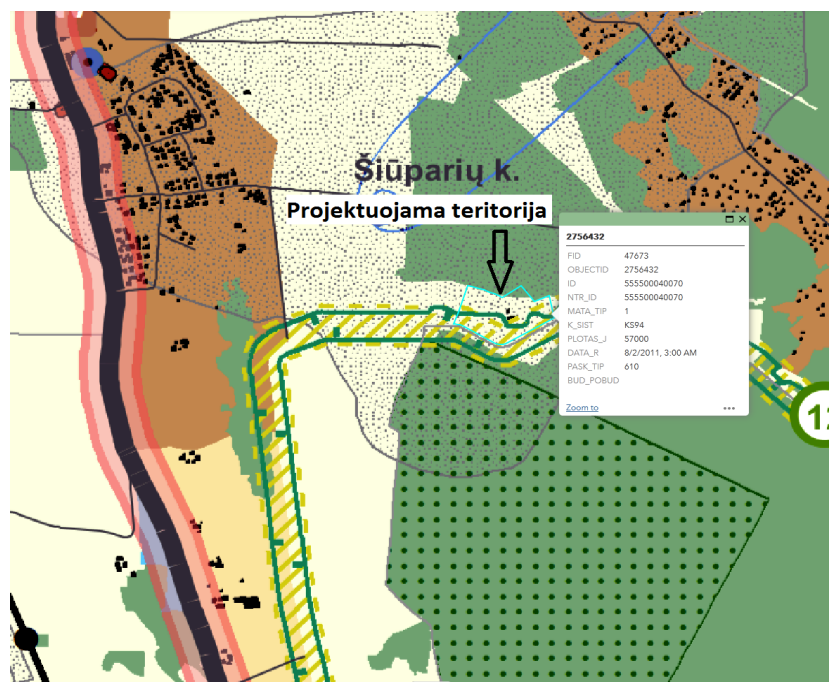 Šiūparių k.
Projektuojama teritorija
2756432
FID 47673
OBJECTID 2756432
ID 555500040070
NTR_ID 555500040070
MATA_TIP 1
K_SIST KS94
PLOTAS_J 57000
DATA_R 8/2/2011, 3:00 AM
PASK_TIP 610
BUD_POBUD
Zoom to